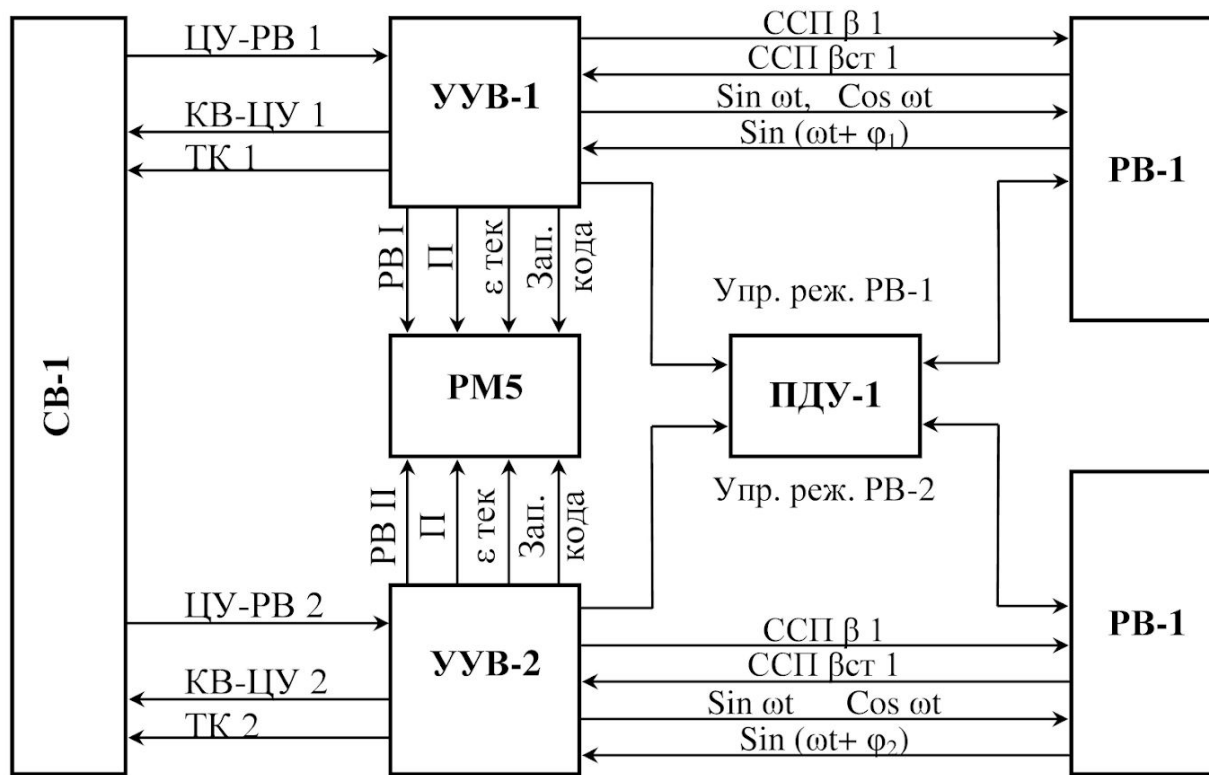 ЦУ-РВ 1
КВ-ЦУ 1
ТК 1
УУВ-1
ССП β 1
ССП βст 1
Sin ωt, Cos ωt
Sin (ωt+ φ₁)
РВ-1
РВ I
П
ε тек
Зап.
кода
Упр. реж. РВ-1
СВ-1
РМ5
ПДУ-1
Упр. реж. РВ-2
РВ II
П
ε тек
Зап.
кода
ЦУ-РВ 2
КВ-ЦУ 2
ТК 2
УУВ-2
ССП β 1
ССП βст 1
Sin ωt Cos ωt
Sin (ωt+ φ₂)
РВ-1